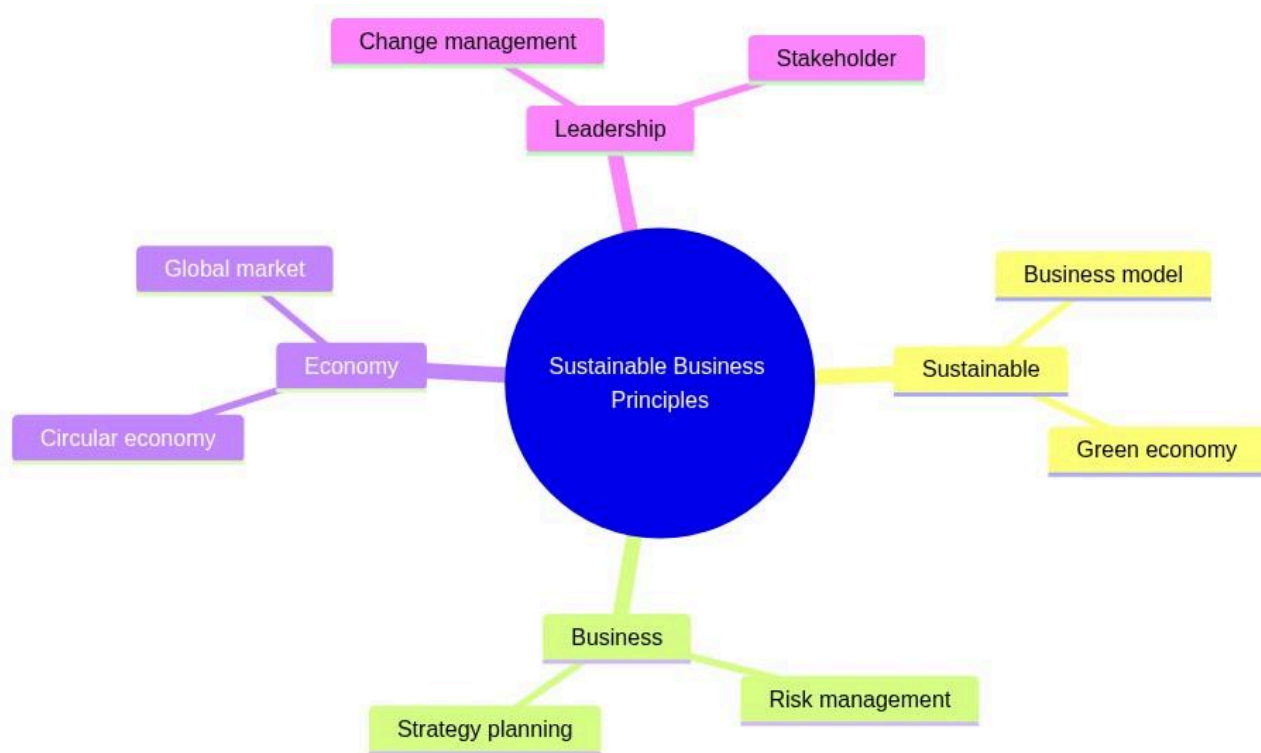 Change management
Stakeholder
Leadership
Global market
Business model
Economy
Sustainable Business
Principles
Sustainable
Circular economy
Green economy
Business
Risk management
Strategy planning